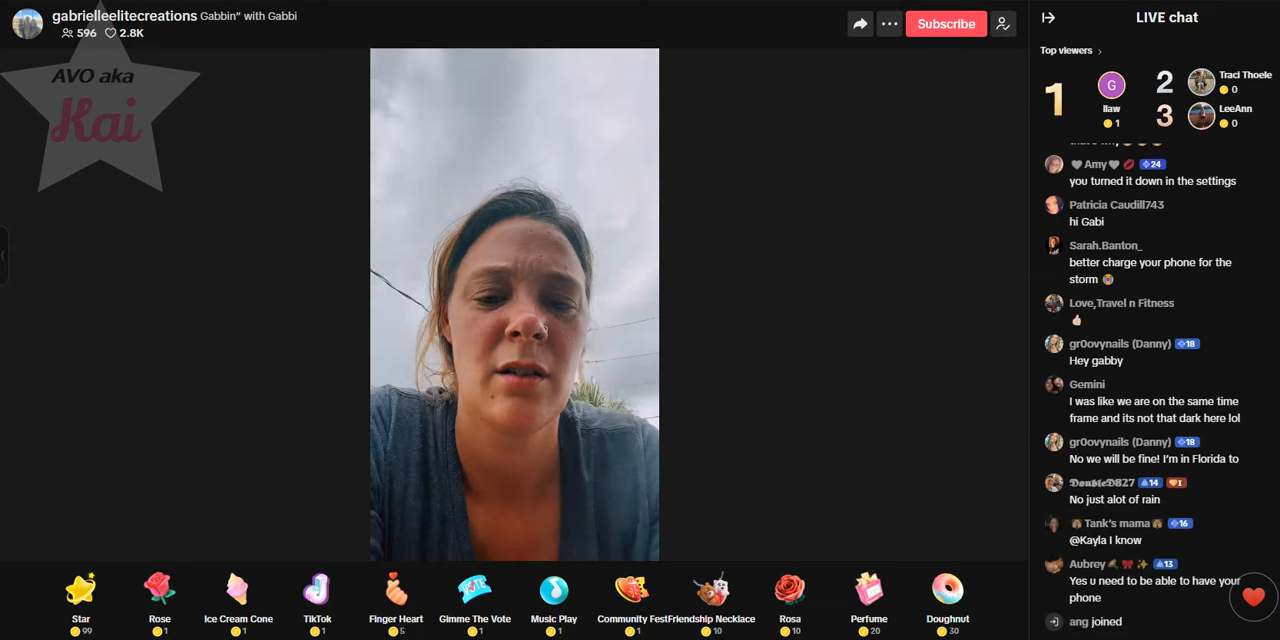 gabrielleelitecreations Gabbin” with Gabbi
596 2.8K
Subscribe
AVO aka
Kai
LIVE chat
Top viewers
1
G
llaw
1
2
Traci Thoele
0
3
LeeAnn
0
Amy 24
you turned it down in the settings
Patricia Caudill743
hi Gabi
Sarah.Banton_
better charge your phone for the
storm
Love,Travel n Fitness
gr0ovynails (Danny) 18
Hey gabby
Gemini
I was like we are on the same time
frame and its not that dark here lol
gr0ovynails (Danny) 18
No we will be fine! I’m in Florida to
𝕯𝖔𝖚𝖇𝖑𝖊𝕯827 14 I
No just alot of rain
Tank’s mama 16
@Kayla I know
Aubrey 13
Yes u need to be able to have your
phone
ang joined
VOTE
Star
99
Rose
1
Ice Cream Cone
1
TikTok
1
Finger Heart
5
Gimme The Vote
1
Music Play
1
Community Fest
1
Friendship Necklace
10
Rosa
10
Perfume
20
Doughnut
30